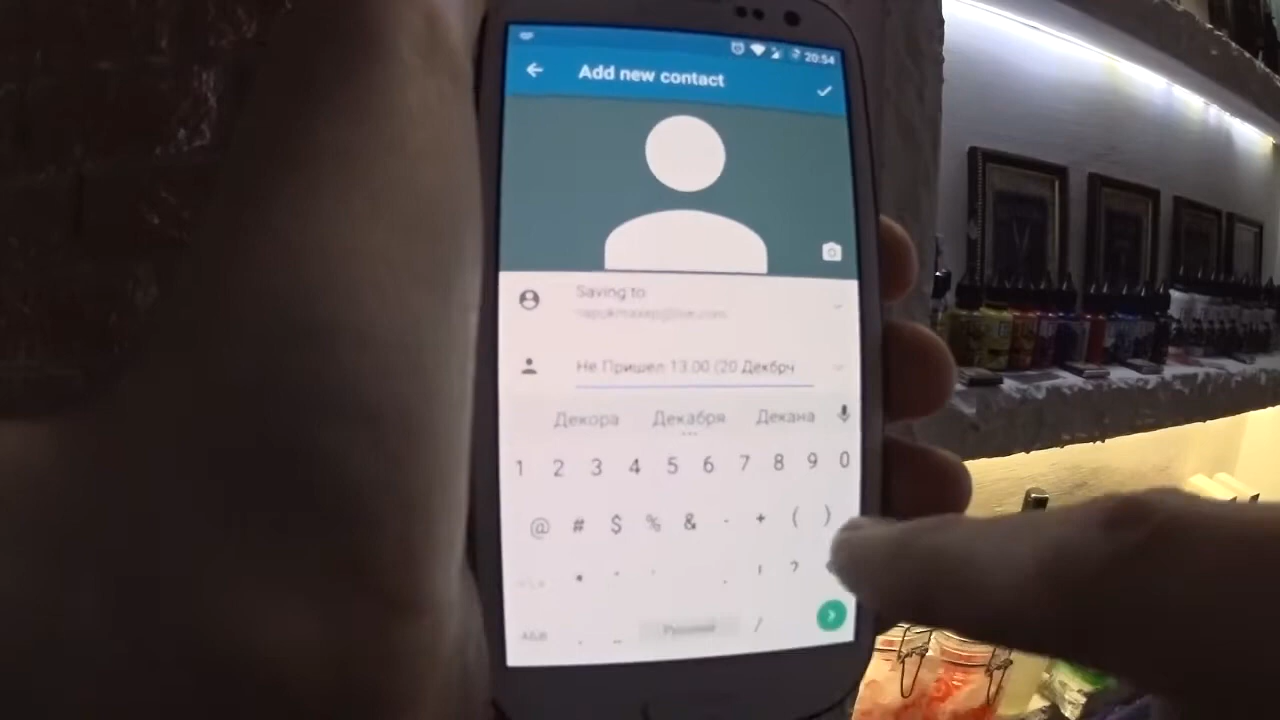 20:54
Add new contact
Saving to
Не Пришел 13.00 (20 Декбрч
Декора Декабря Декана
1 2 3 4 5 6 7 8 9 0
@ # $ % & - + ( )
! ?
/